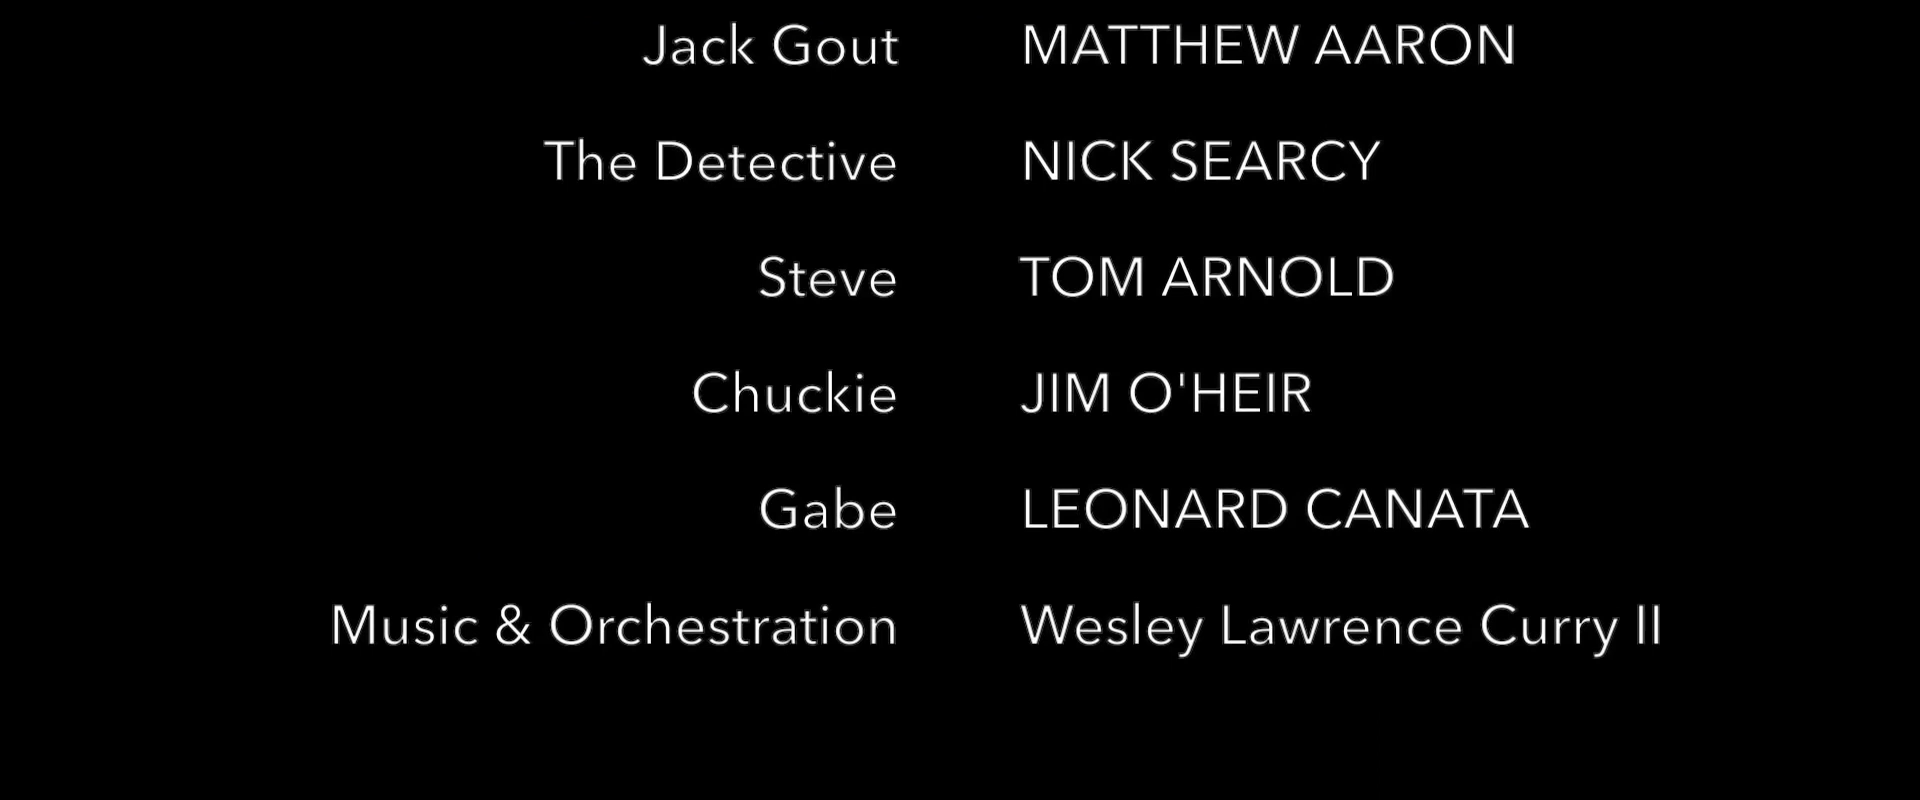 Jack Gout MATTHEW AARON
The Detective NICK SEARCY
Steve TOM ARNOLD
Chuckie JIM O'HEIR
Gabe LEONARD CANATA
Music & Orchestration Wesley Lawrence Curry II